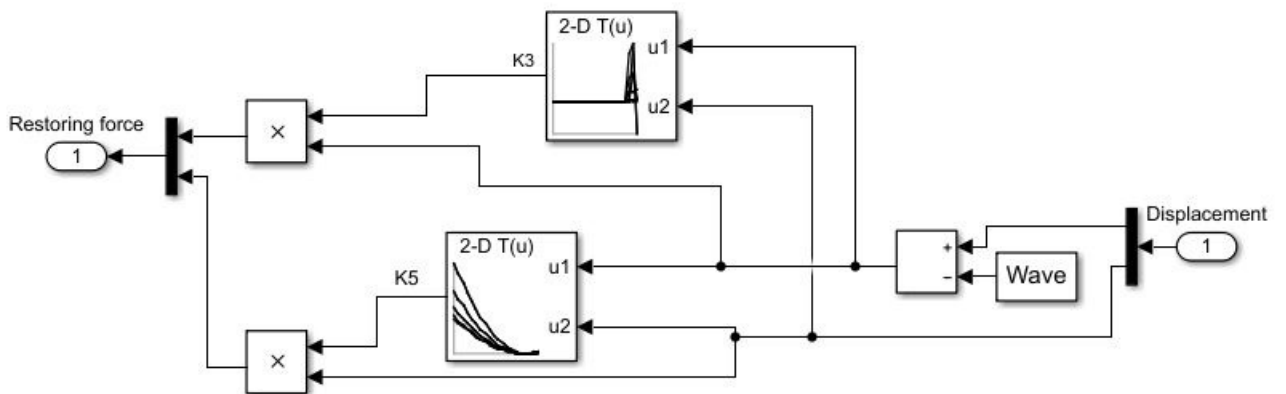 2-D T(u)
u1
K3
u2
×
Restoring force
1
Displacement
1
2-D T(u)
+
u1
−
Wave
K5
u2
×